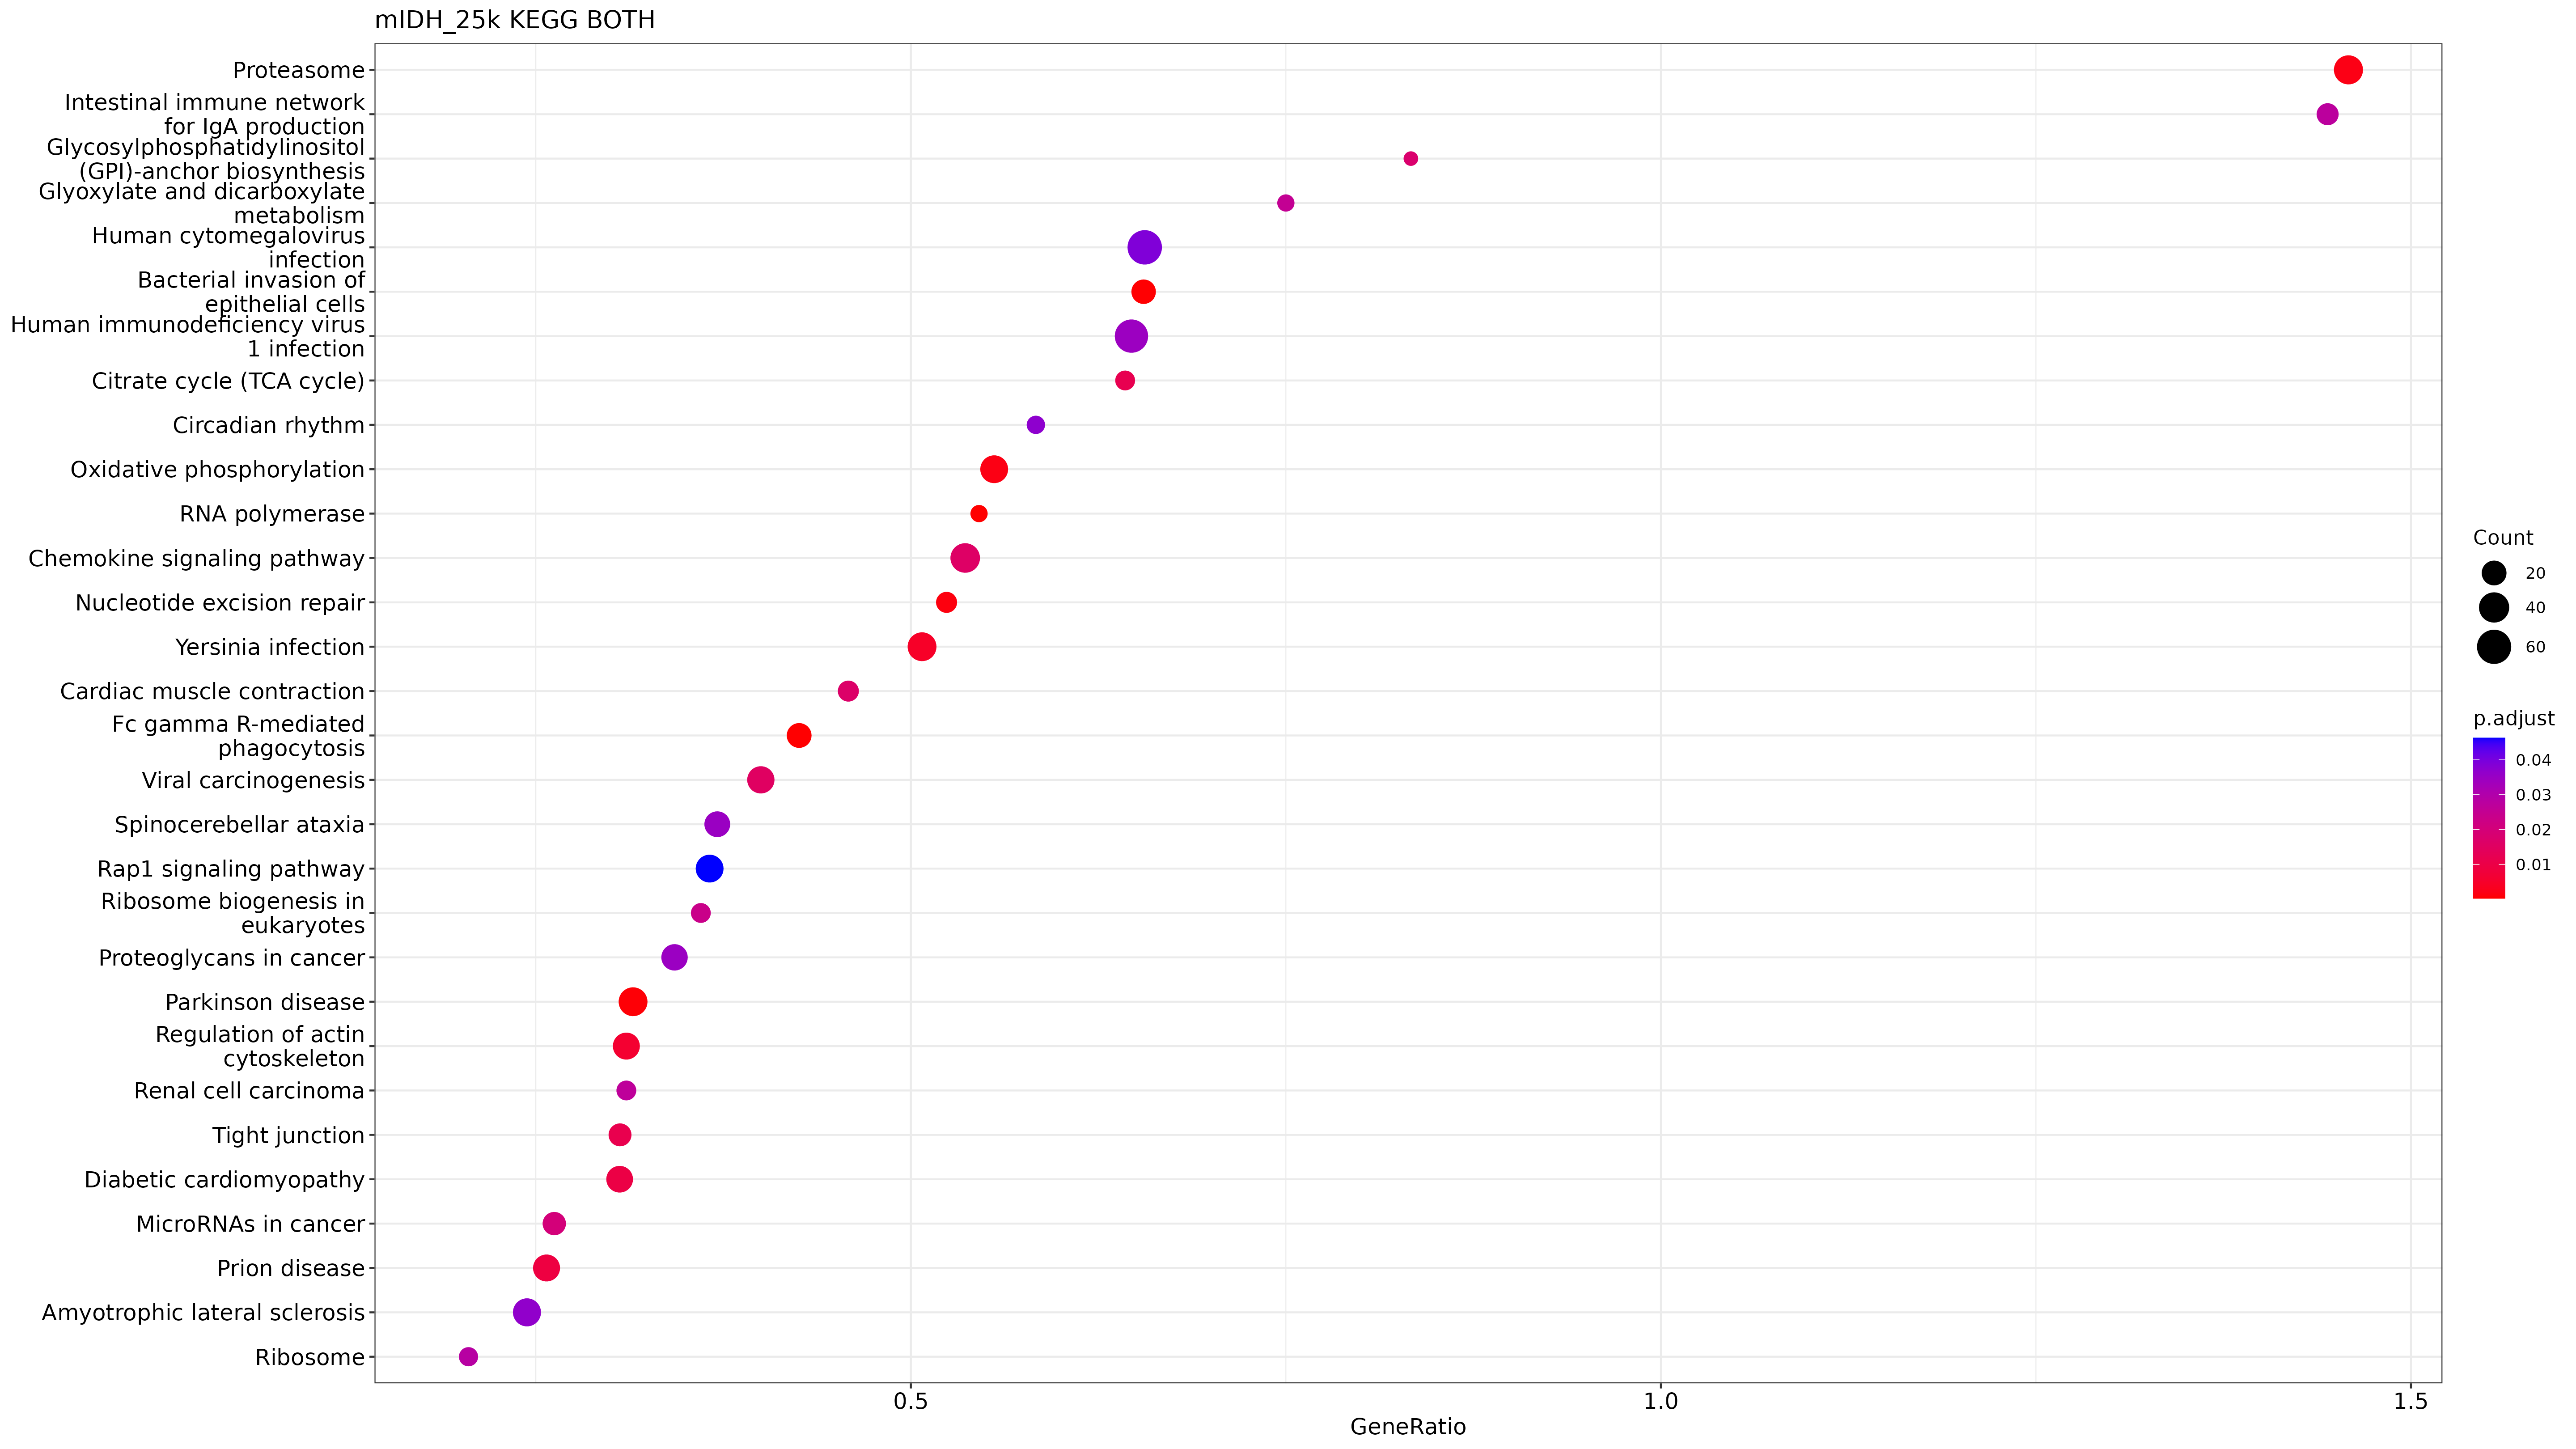 mIDH_25k KEGG BOTH
Proteasome
Intestinal immune network
for IgA production
Glycosylphosphatidylinositol
(GPI)-anchor biosynthesis
Glyoxylate and dicarboxylate
metabolism
Human cytomegalovirus
infection
Bacterial invasion of
epithelial cells
Human immunodeficiency virus
1 infection
Citrate cycle (TCA cycle)
Circadian rhythm
Oxidative phosphorylation
RNA polymerase
Chemokine signaling pathway
Nucleotide excision repair
Yersinia infection
Cardiac muscle contraction
Fc gamma R-mediated
phagocytosis
Viral carcinogenesis
Spinocerebellar ataxia
Rap1 signaling pathway
Ribosome biogenesis in
eukaryotes
Proteoglycans in cancer
Parkinson disease
Regulation of actin
cytoskeleton
Renal cell carcinoma
Tight junction
Diabetic cardiomyopathy
MicroRNAs in cancer
Prion disease
Amyotrophic lateral sclerosis
Ribosome
0.5
1.0
1.5
GeneRatio
Count
20
40
60
p.adjust
0.04
0.03
0.02
0.01